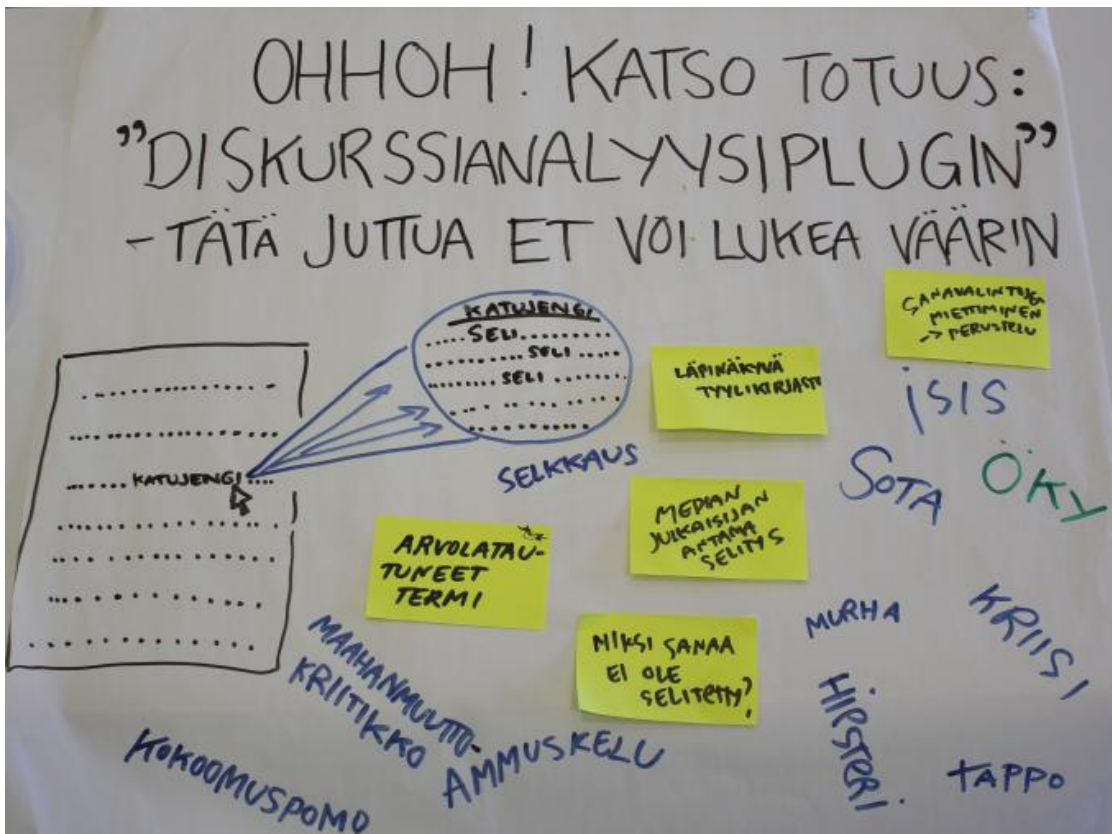 OHHOH! KATSO TOTUUS:
"DISKURSSIANALYYSIPLUGIN"
- TÄTÄ JUTTUA ET VOI LUKEA VÄÄRIN
KATUJENGI
..... SELI.........
......... SELI .....
........ SELI .......
SANAVALINTOJEN
MIETTIMINEN
-> PERUSTELU
LÄPINÄKYVÄ
TYYLIKIRJASTO
...... KATUJENGI ....
SELKKAUS
ISIS
SOTA
ÖKY
MEDIAN
JULKAISIJAN
ANTAMA
SELITYS
ARVOLATAU-
TUNEET
TERMI
MIKSI SANAA
EI OLE
SELITETTY?
MURHA
KRIISI
MAAHANMUUTTO-
KRIITIKKO
AMMUSKELU
HIPSTERI
KOKOOMUSPOMO
TAPPO